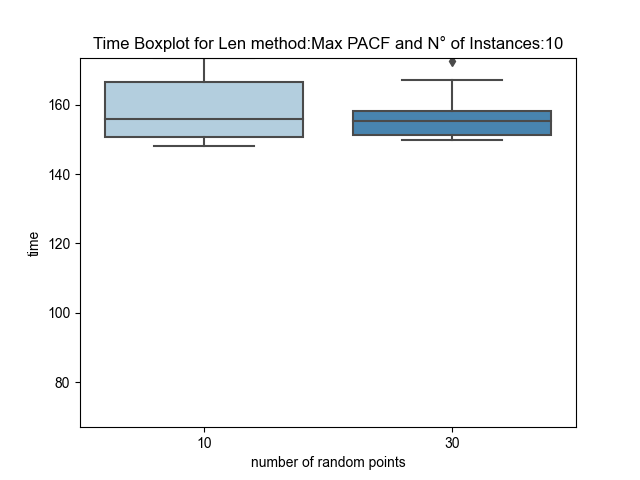 Time Boxplot for Len method:Max PACF and N° of Instances:10
160
140
120
100
80
time
10 30
number of random points